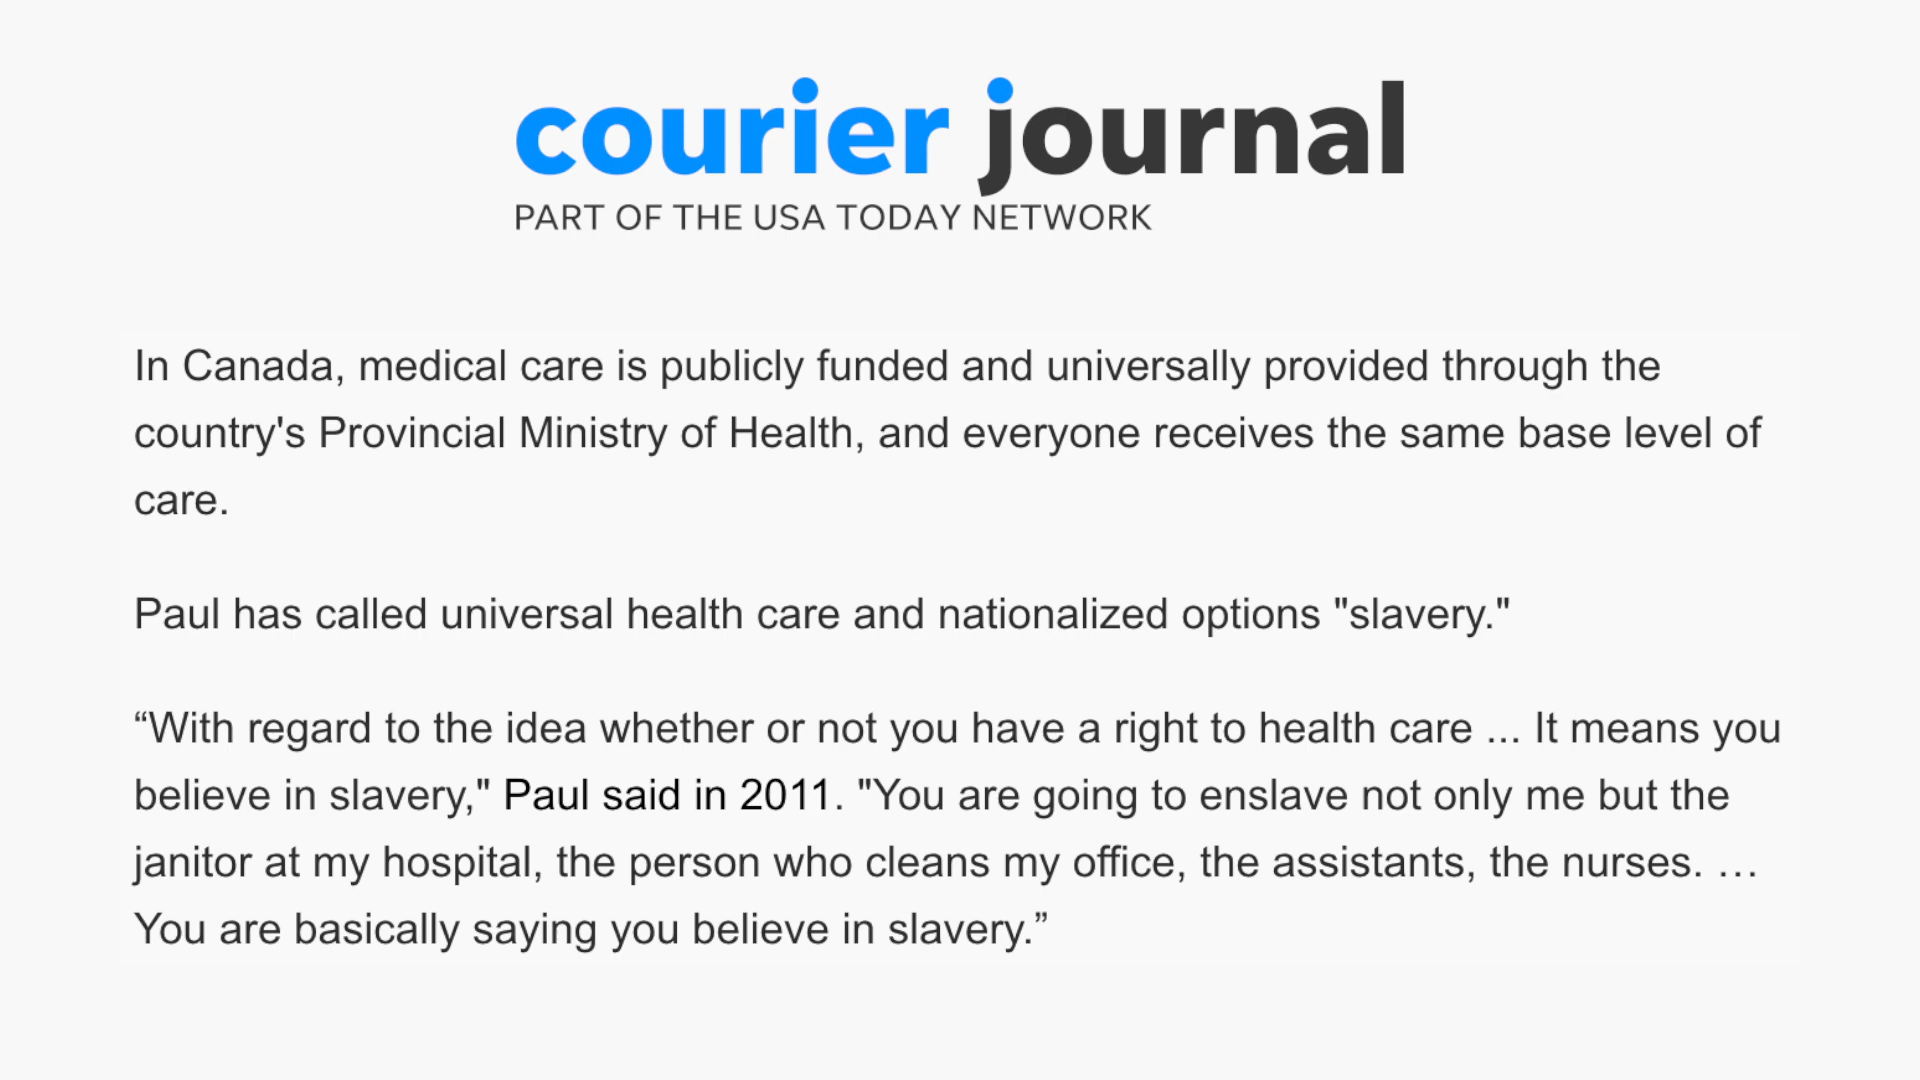 courier journal
PART OF THE USA TODAY NETWORK
In Canada, medical care is publicly funded and universally provided through the
country's Provincial Ministry of Health, and everyone receives the same base level of
care.
Paul has called universal health care and nationalized options "slavery."
“With regard to the idea whether or not you have a right to health care ... It means you
believe in slavery," Paul said in 2011. "You are going to enslave not only me but the
janitor at my hospital, the person who cleans my office, the assistants, the nurses. …
You are basically saying you believe in slavery.”